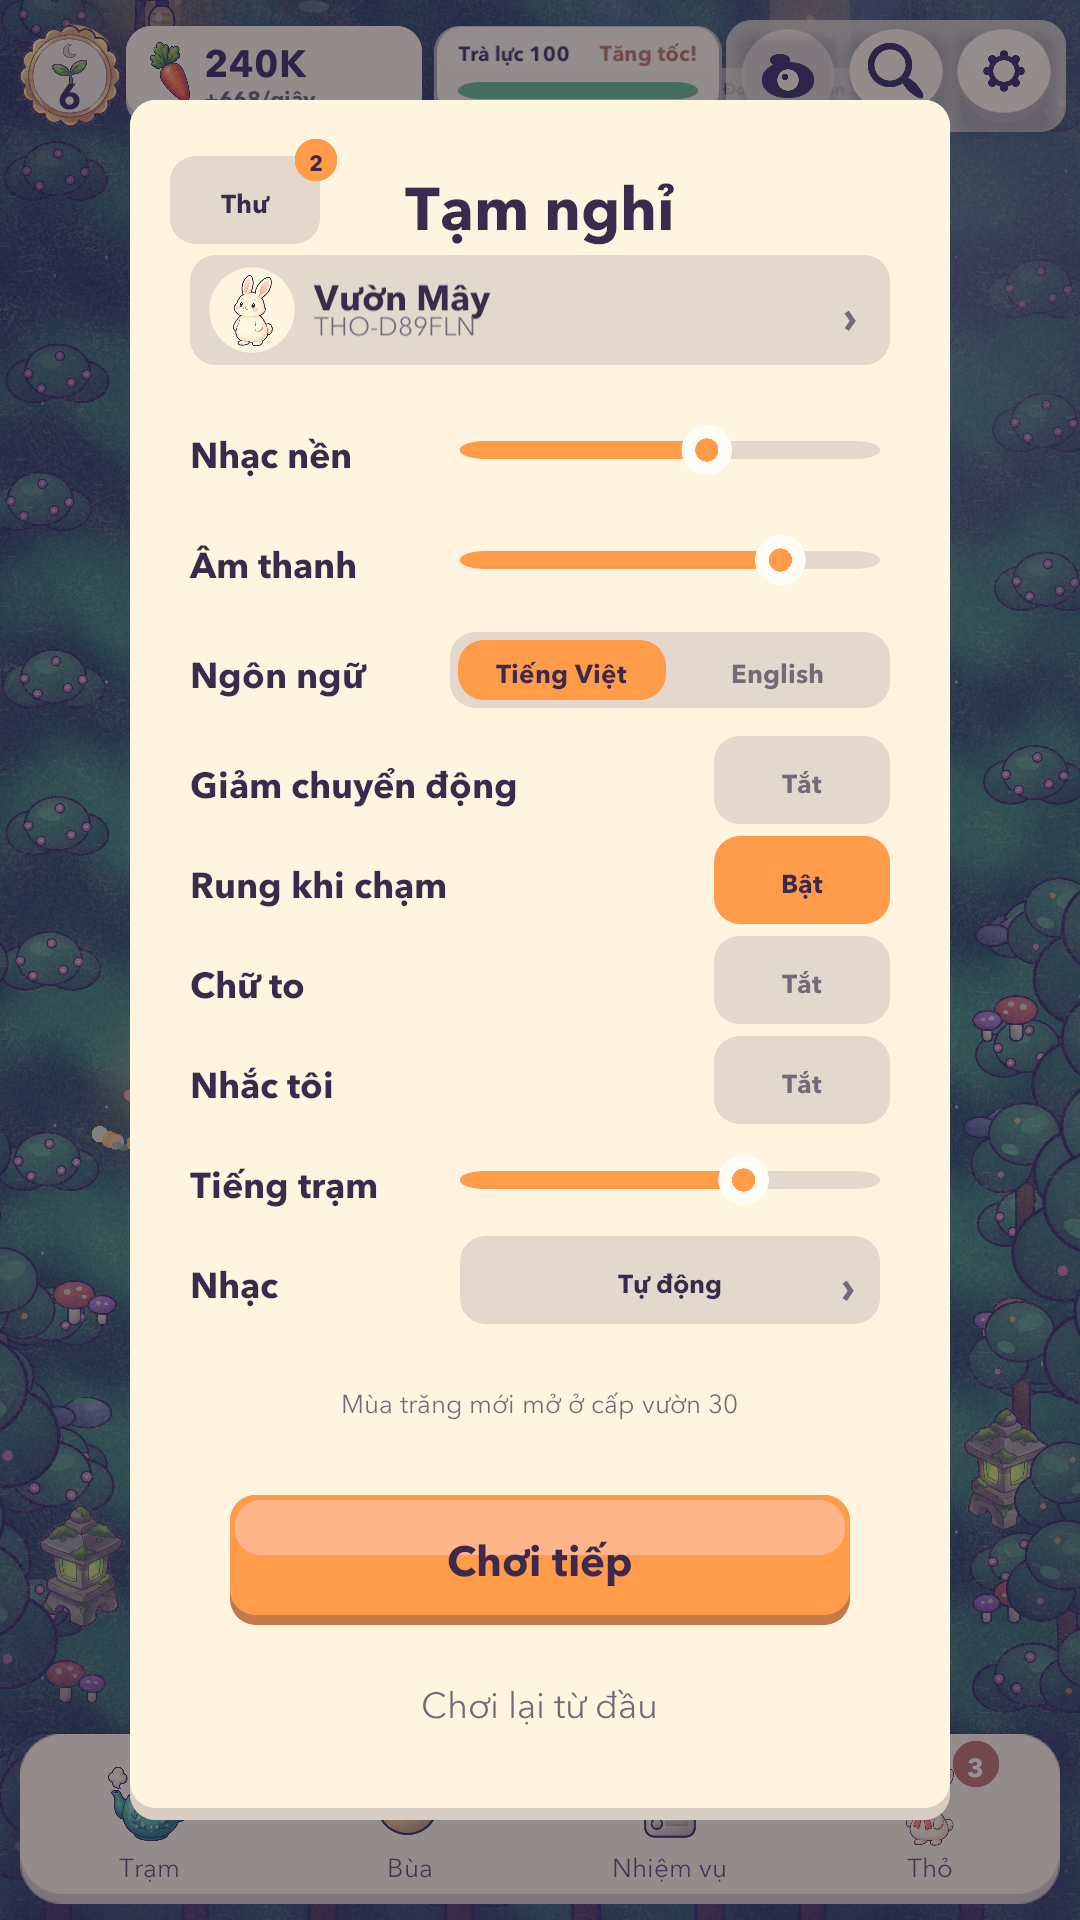 6
240K
+668/giây
Trà lực 100
Tăng tốc!
Thư
2
Tạm nghỉ
Vườn Mây
THO-D89FLN
›
Nhạc nền
Âm thanh
Ngôn ngữ
Tiếng Việt
English
Giảm chuyển động
Tắt
Rung khi chạm
Bật
Chữ to
Tắt
Nhắc tôi
Tắt
Tiếng trạm
Nhạc
Tự động
›
Mùa trăng mới mở ở cấp vườn 30
Chơi tiếp
Chơi lại từ đầu
3
Trạm
Bùa
Nhiệm vụ
Thỏ